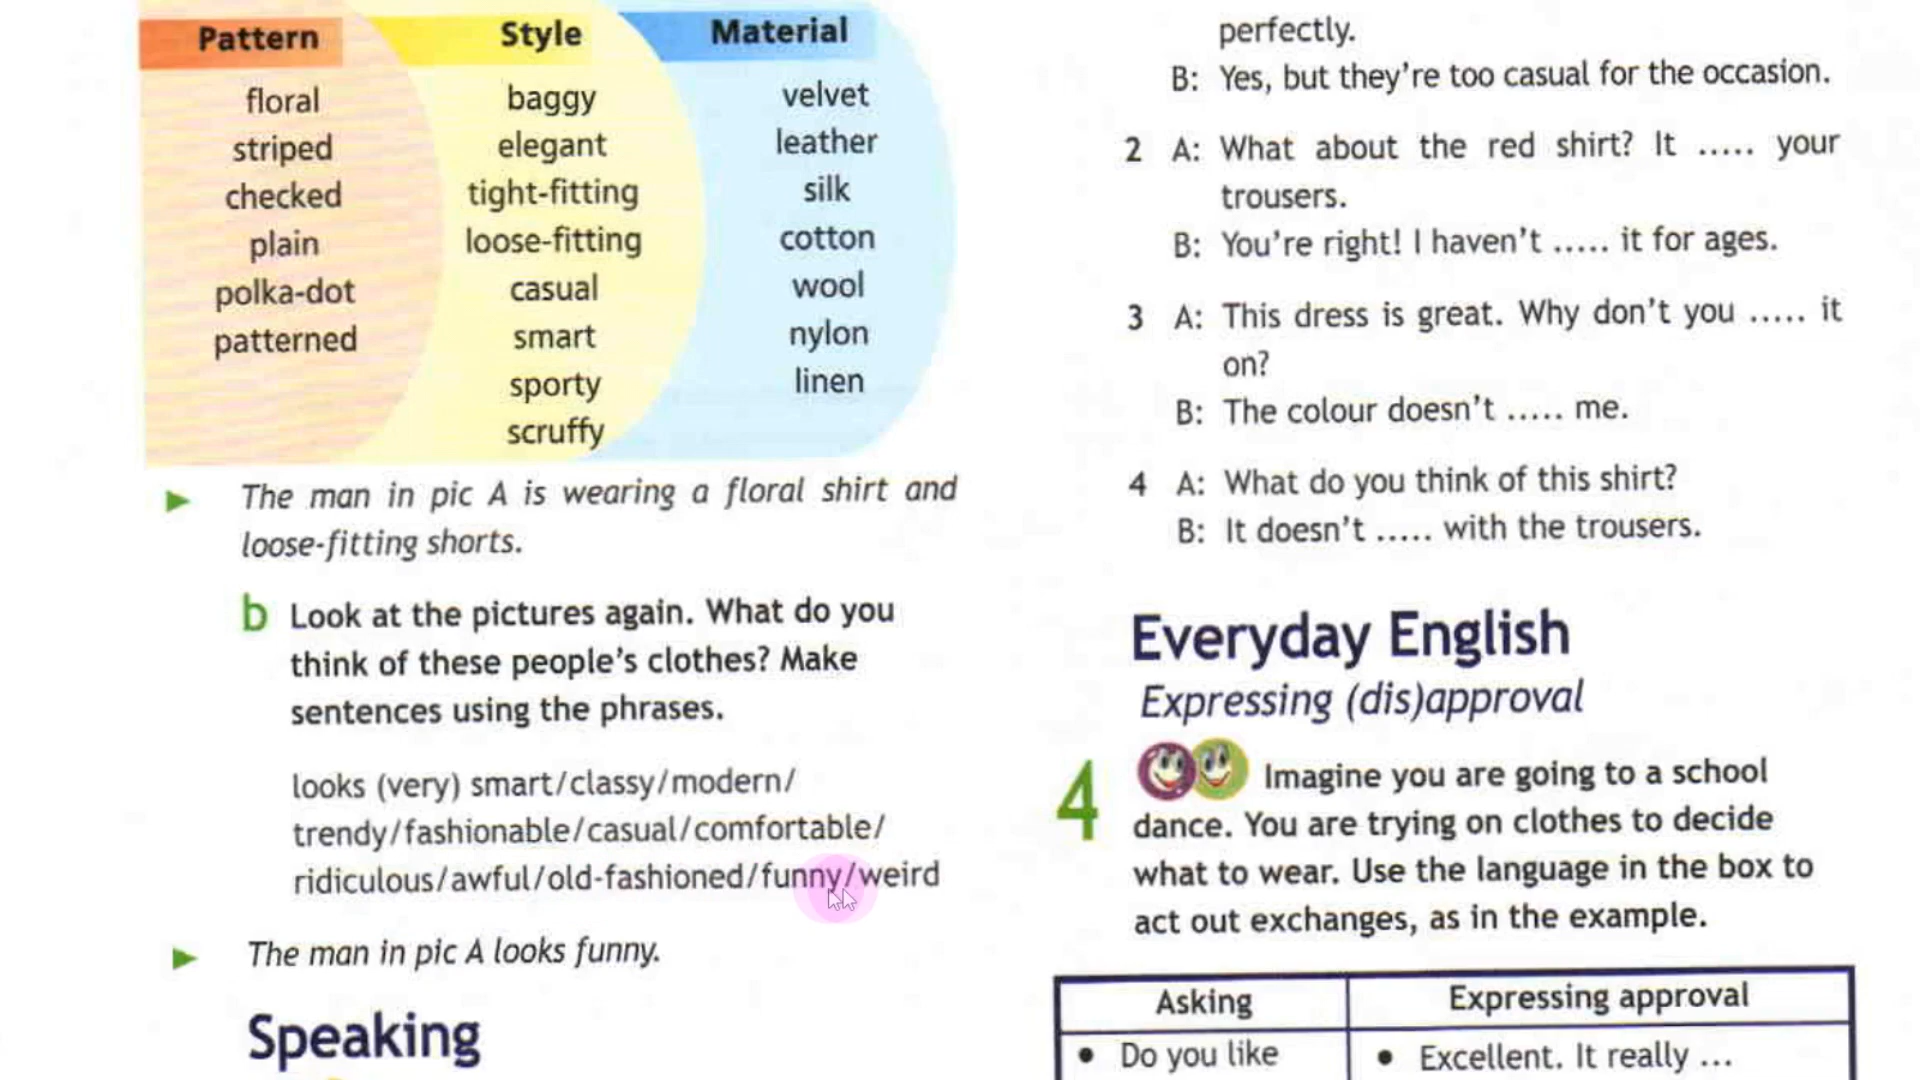 Pattern
floral
striped
checked
plain
polka-dot
patterned
Style
baggy
elegant
tight-fitting
loose-fitting
casual
smart
sporty
scruffy
Material
velvet
leather
silk
cotton
wool
nylon
linen
The man in pic A is wearing a floral shirt and
loose-fitting shorts.
b Look at the pictures again. What do you
think of these people's clothes? Make
sentences using the phrases.
looks (very) smart/classy/modern/
trendy/fashionable/casual/comfortable/
ridiculous/awful/old-fashioned/funny/weird
The man in pic A looks funny.
Speaking
perfectly.
B: Yes, but they're too casual for the occasion.
2 A: What about the red shirt? It ..... your
trousers.
B: You're right! I haven't ..... it for ages.
3 A: This dress is great. Why don't you ..... it
on?
B: The colour doesn't ..... me.
4 A: What do you think of this shirt?
B: It doesn't ..... with the trousers.
Everyday English
Expressing (dis)approval
4 Imagine you are going to a school
dance. You are trying on clothes to decide
what to wear. Use the language in the box to
act out exchanges, as in the example.
Asking
• Do you like
Expressing approval
• Excellent. It really ...